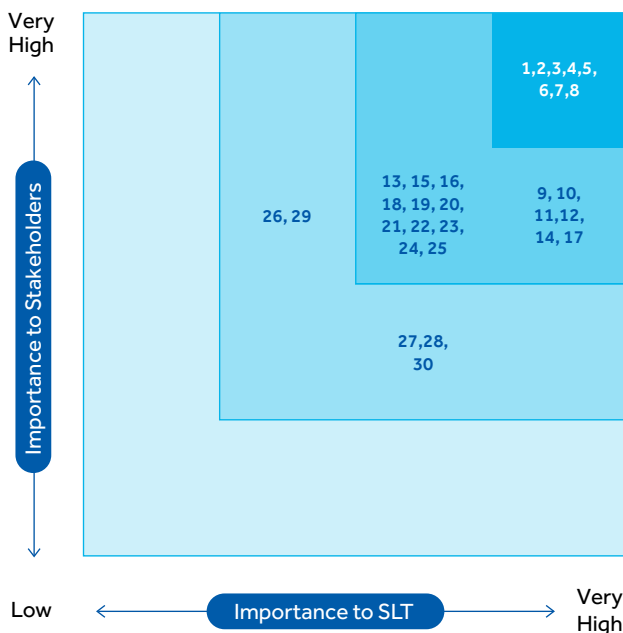 Very
High
1,2,3,4,5,
6,7,8
13, 15, 16,
18, 19, 20,
21, 22, 23,
24, 25
9, 10,
11,12,
14, 17
26, 29
Importance to Stakeholders
27,28,
30
Low
Importance to SLT
Very
High